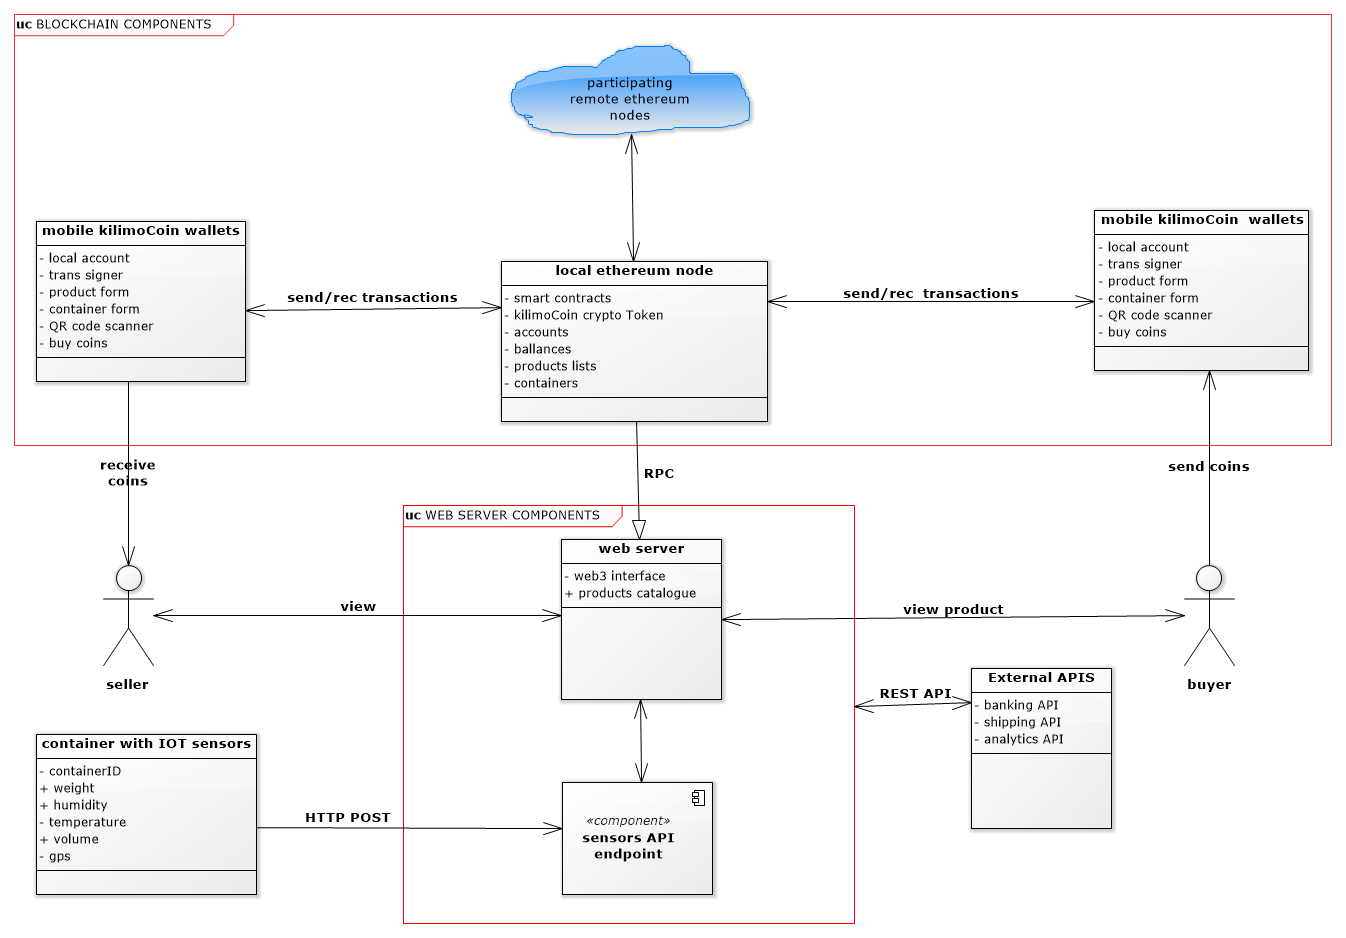 uc BLOCKCHAIN COMPONENTS
participating
remote ethereum
nodes
mobile kilimoCoin wallets
- local account
- trans signer
- product form
- container form
- QR code scanner
- buy coins
send/rec transactions
local ethereum node
- smart contracts
- kilimoCoin crypto Token
- accounts
- ballances
- products lists
- containers
send/rec  transactions
mobile kilimoCoin  wallets
- local account
- trans signer
- product form
- container form
- QR code scanner
- buy coins
receive
coins
RPC
send coins
uc WEB SERVER COMPONENTS
web server
- web3 interface
+ products catalogue
view
view product
seller
buyer
External APIS
- banking API
- shipping API
- analytics API
REST API
container with IOT sensors
- containerID
+ weight
+ humidity
- temperature
+ volume
- gps
HTTP POST
«component»
sensors API
endpoint